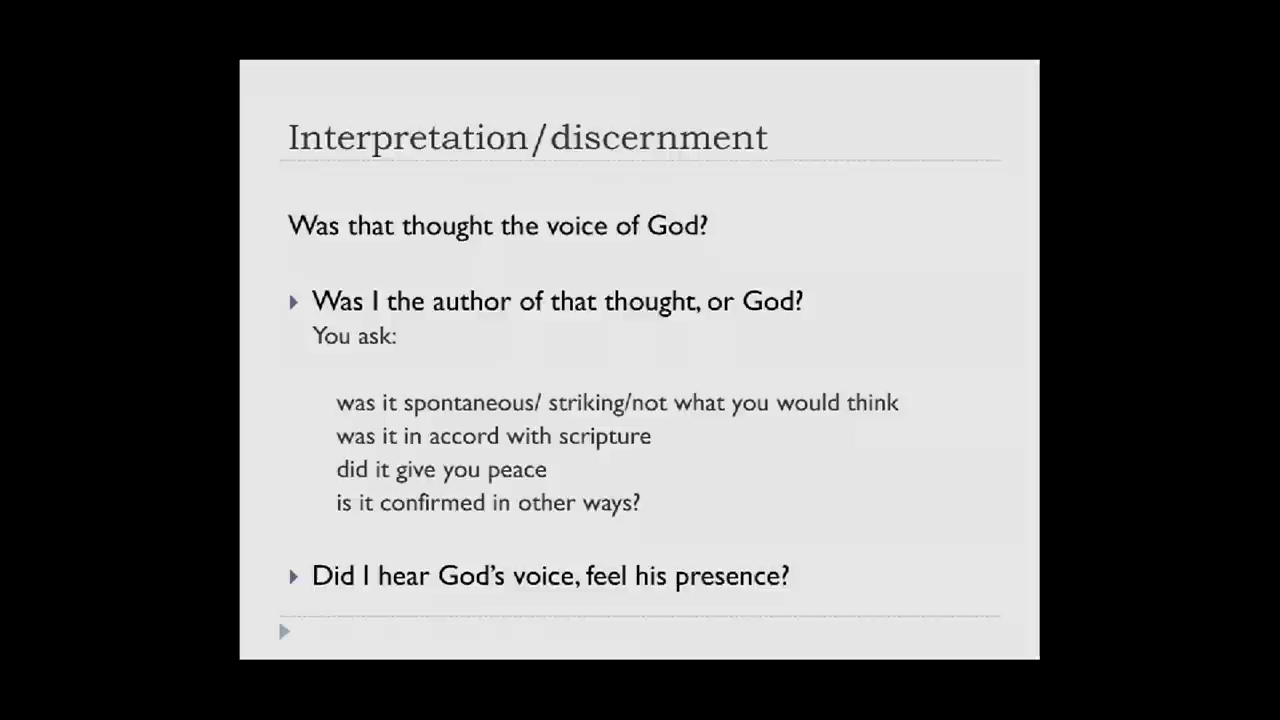 Interpretation/discernment
Was that thought the voice of God?
Was I the author of that thought, or God?
You ask:
was it spontaneous/ striking/not what you would think
was it in accord with scripture
did it give you peace
is it confirmed in other ways?
Did I hear God’s voice, feel his presence?